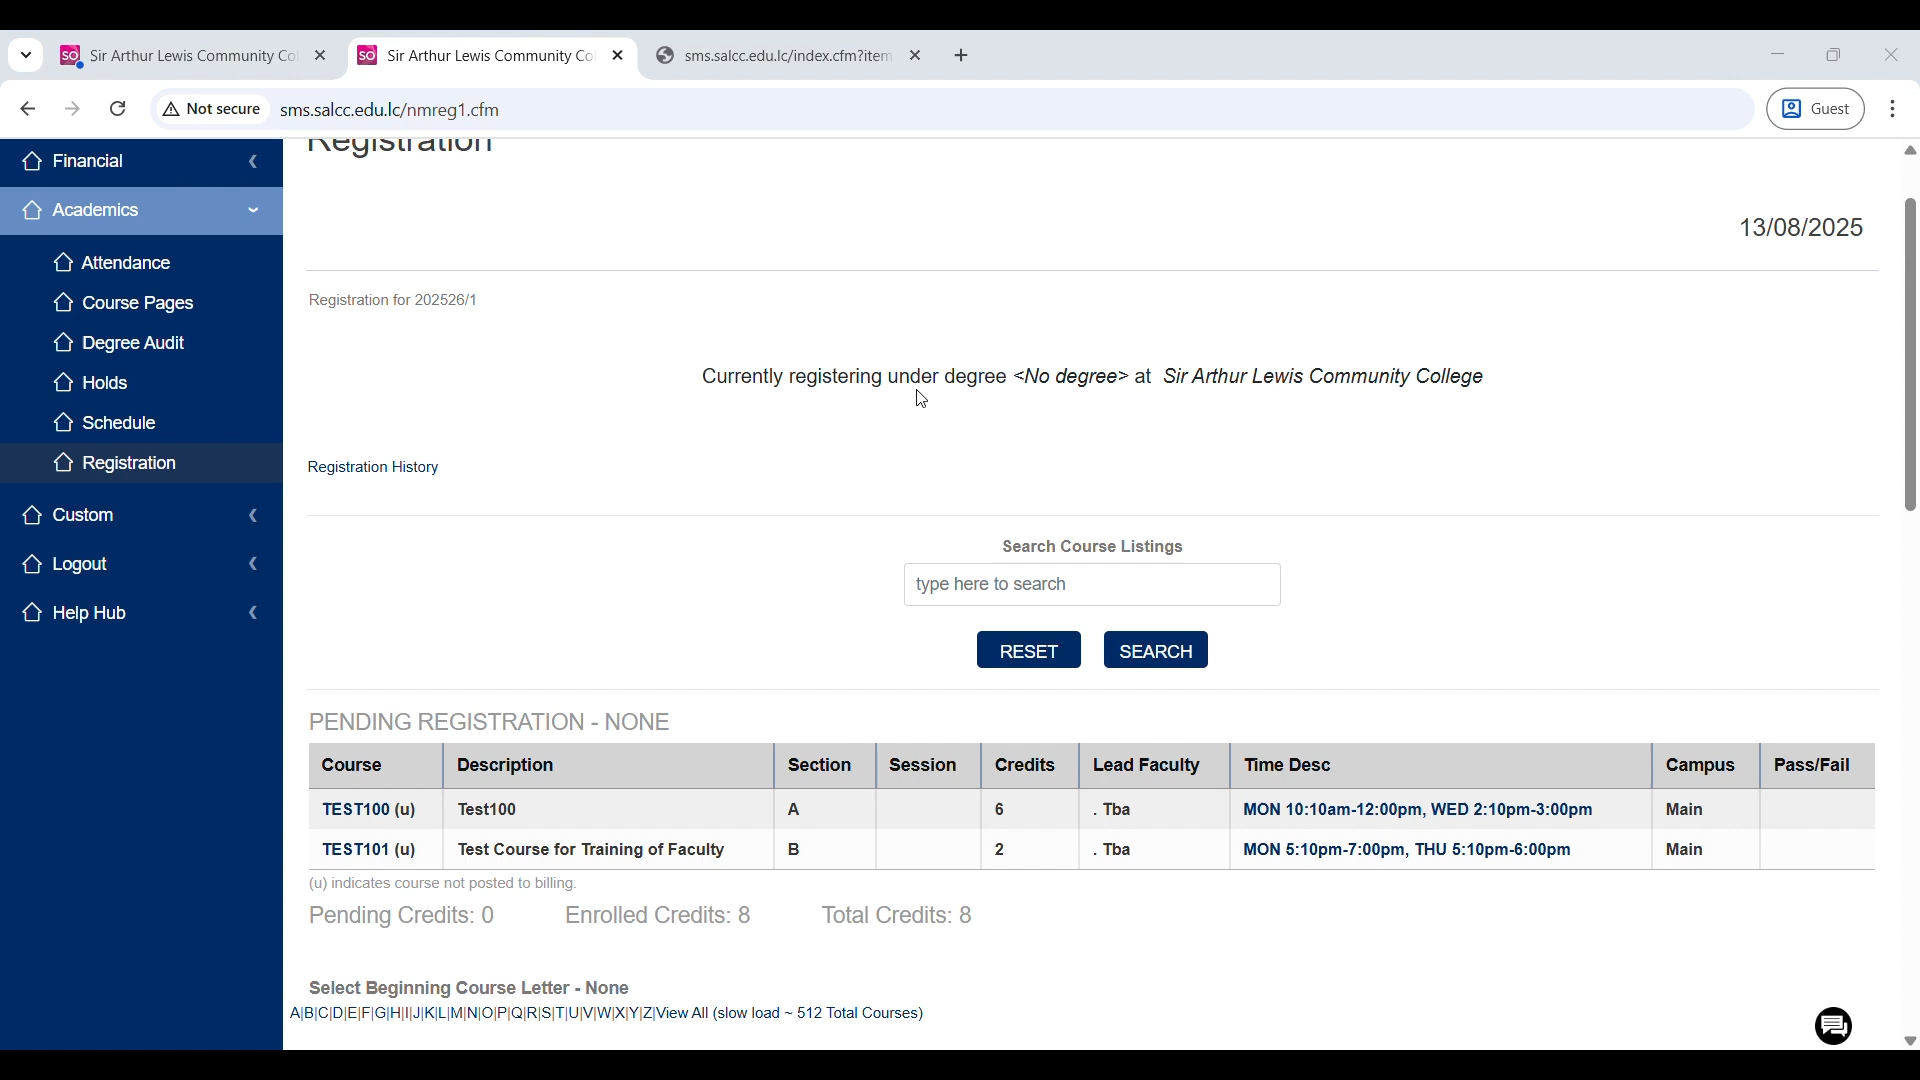 Sir Arthur Lewis Community Co
Sir Arthur Lewis Community Co
sms.salcc.edu.lc/index.cfm?item
Not secure
sms.salcc.edu.lc/nmreg1.cfm
Guest
Registration
Financial
Academics
Attendance
Course Pages
Degree Audit
Holds
Schedule
Registration
Custom
Logout
Help Hub
13/08/2025
Registration for 202526/1
Currently registering under degree <No degree> at Sir Arthur Lewis Community College
Registration History
Search Course Listings
type here to search
RESET SEARCH
PENDING REGISTRATION - NONE
Course Description Section Session Credits Lead Faculty Time Desc Campus Pass/Fail
TEST100 (u) Test100 A 6 . Tba MON 10:10am-12:00pm, WED 2:10pm-3:00pm Main
TEST101 (u) Test Course for Training of Faculty B 2 . Tba MON 5:10pm-7:00pm, THU 5:10pm-6:00pm Main
(u) indicates course not posted to billing.
Pending Credits: 0 Enrolled Credits: 8 Total Credits: 8
Select Beginning Course Letter - None
A|B|C|D|E|F|G|H|I|J|K|L|M|N|O|P|Q|R|S|T|U|V|W|X|Y|Z|View All (slow load ~ 512 Total Courses)